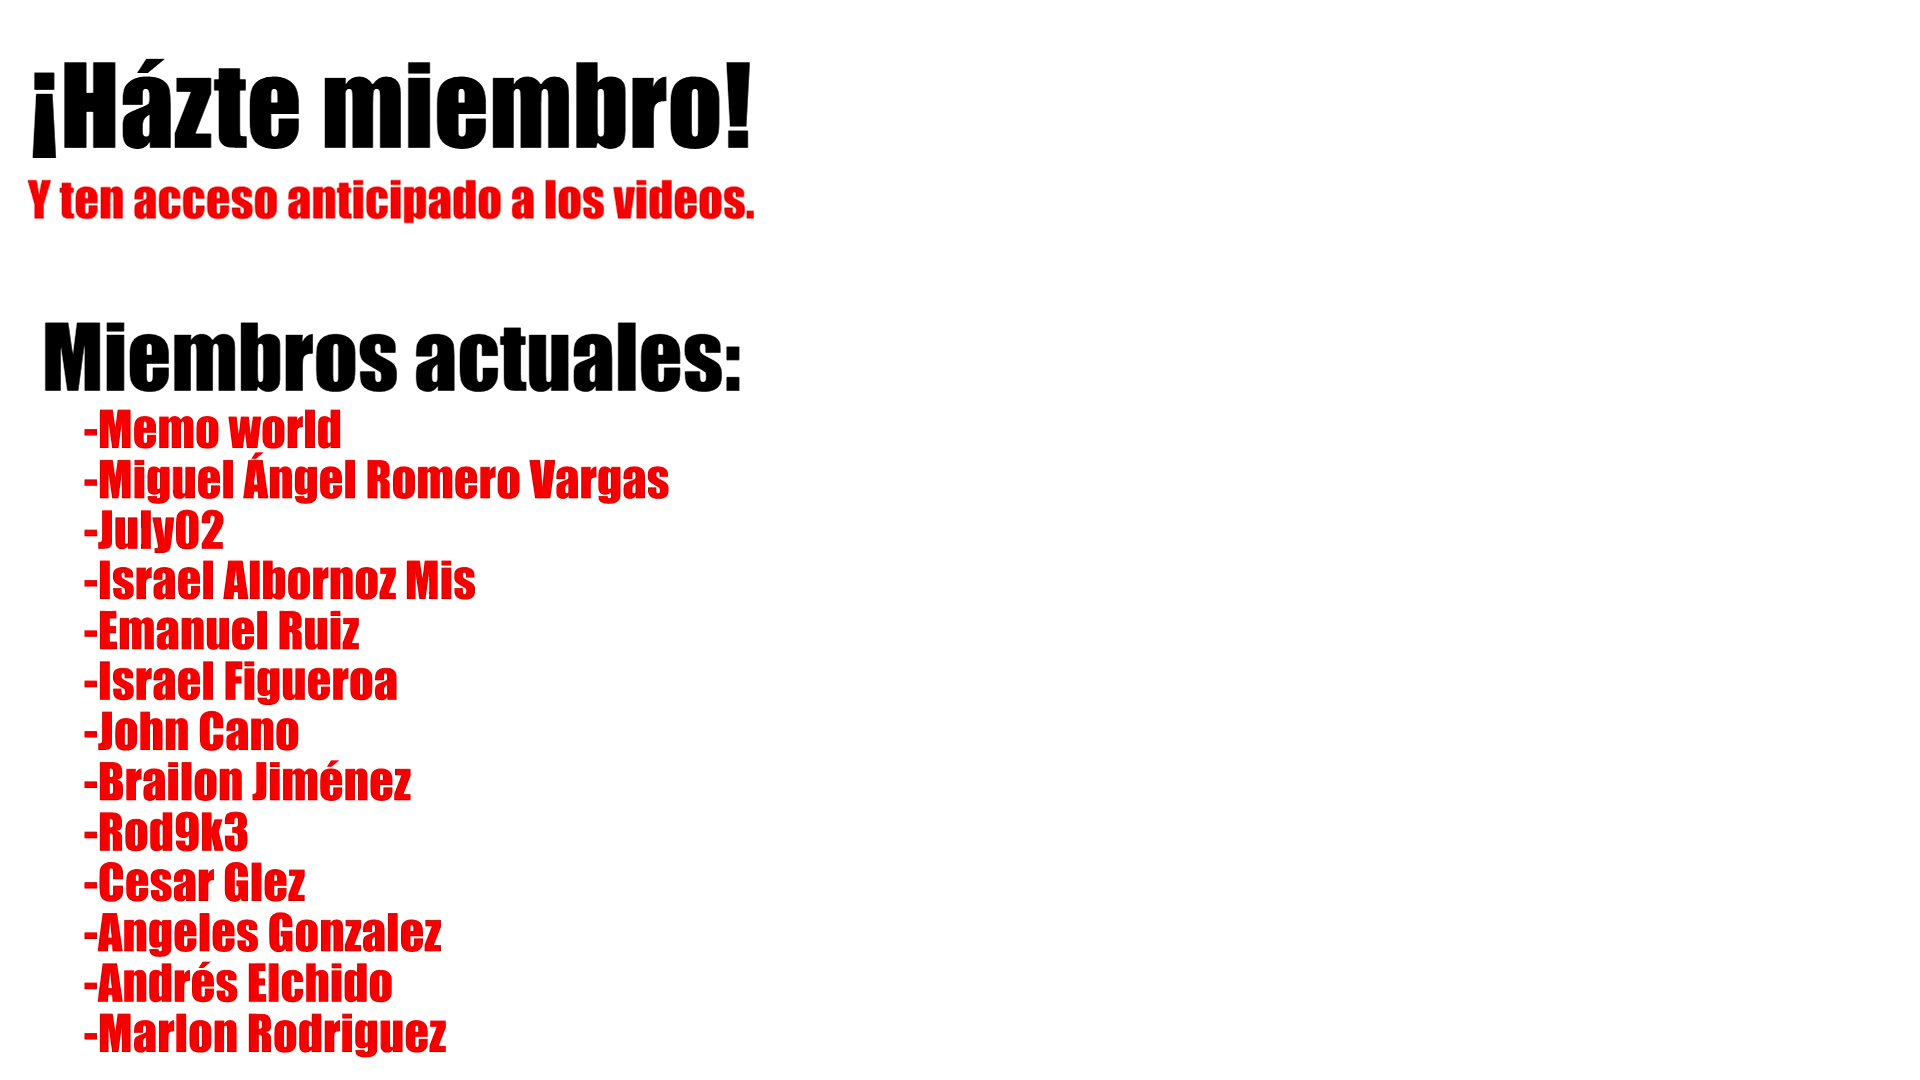 ¡Házte miembro!
Y ten acceso anticipado a los videos.
Miembros actuales:
-Memo world
-Miguel Ángel Romero Vargas
-July02
-Israel Albornoz Mis
-Emanuel Ruiz
-Israel Figueroa
-John Cano
-Brailon Jiménez
-Rod9k3
-Cesar Glez
-Angeles Gonzalez
-Andrés Elchido
-Marlon Rodriguez